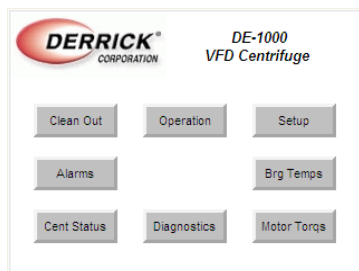 DERRICK®
CORPORATION
DE-1000
VFD Centrifuge
Clean Out
Operation
Setup
Alarms
Brg Temps
Cent Status
Diagnostics
Motor Torqs